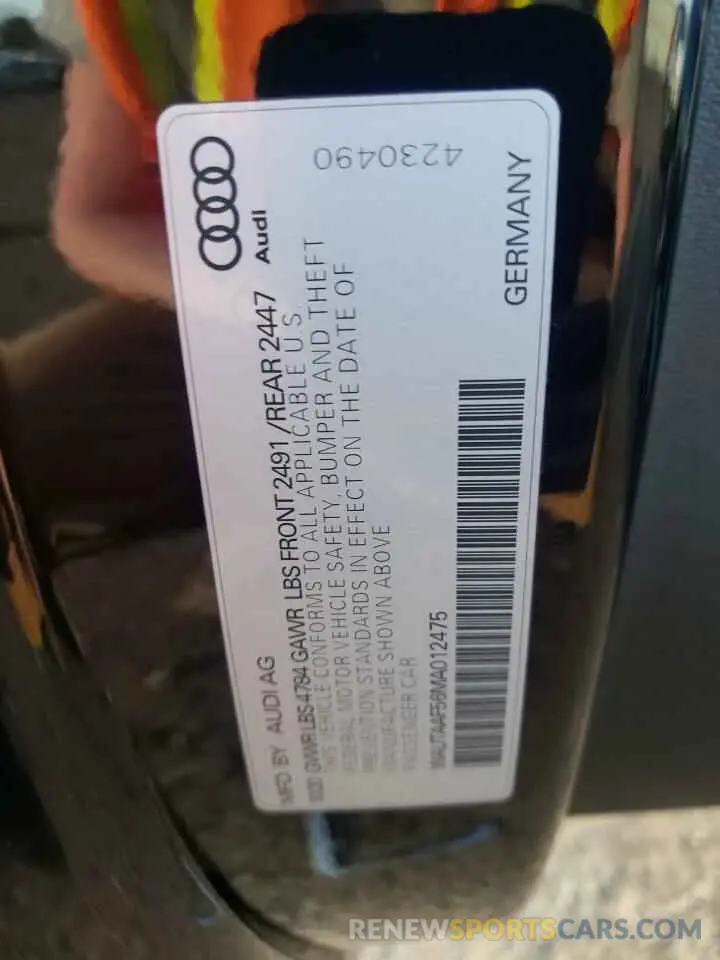 Audi
4230490
MFD BY AUDI AG
GWVR LBS 4784 GAWR LBS FRONT 2491 /REAR 2447
THIS VEHICLE CONFORMS TO ALL APPLICABLE U.S.
FEDERAL MOTOR VEHICLE SAFETY, BUMPER AND THEFT
PREVENTION STANDARDS IN EFFECT ON THE DATE OF
MANUFACTURE SHOWN ABOVE
PASSENGER CAR
WAUTAAF56MA012475
GERMANY
RENEWSPORTSCARS.COM